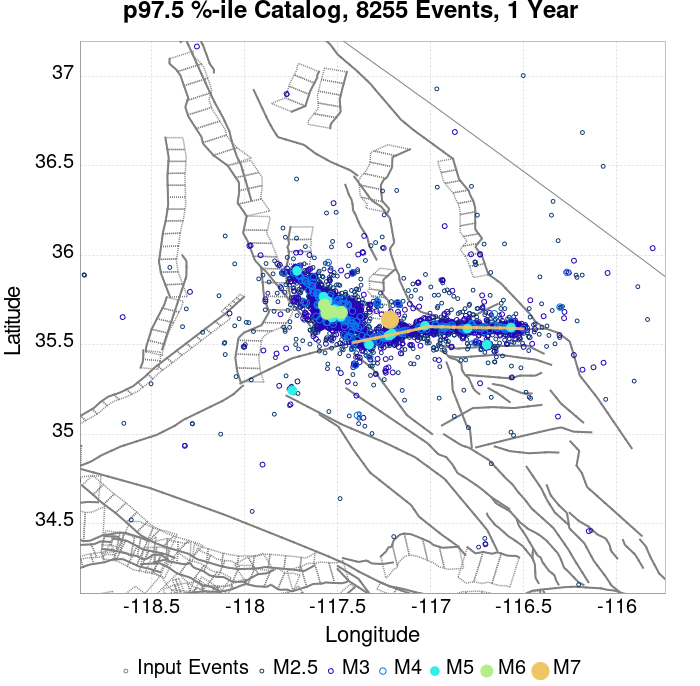 p97.5 %-ile Catalog, 8255 Events, 1 Year
37
36.5
36
35.5
35
34.5
Latitude
-118.5 -118 -117.5 -117 -116.5 -116
Longitude
Input Events M2.5 M3 M4 M5 M6 M7